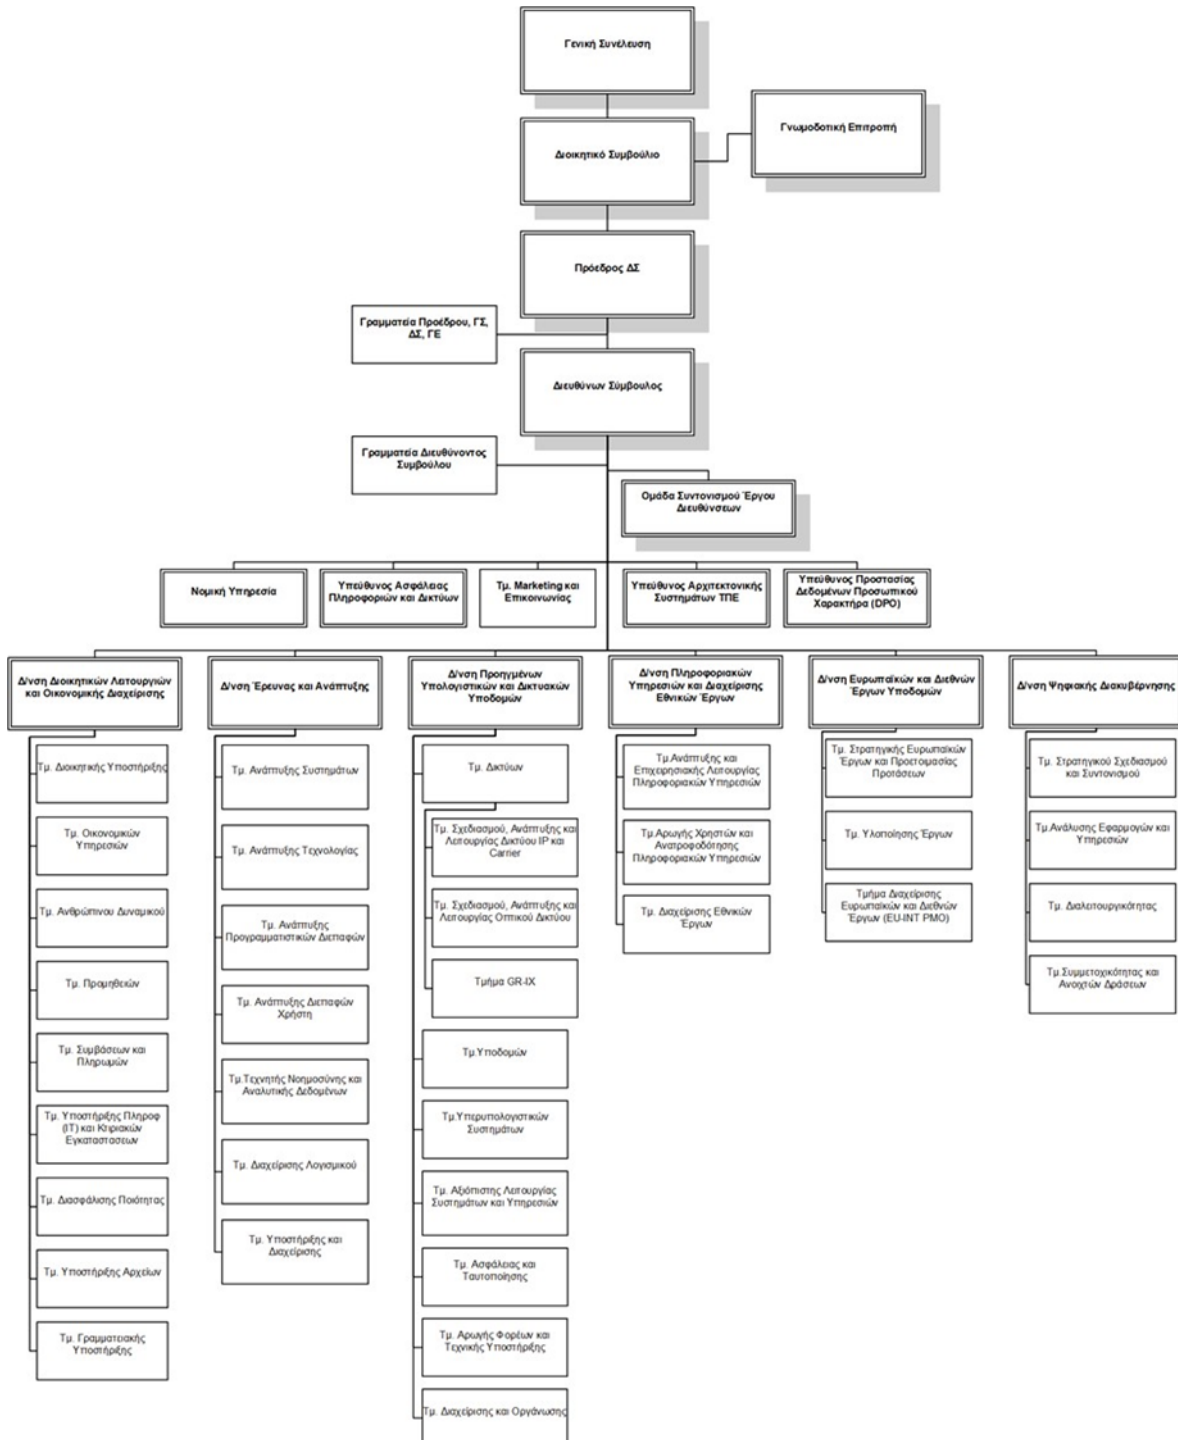 Γενική Συνέλευση
Γνωμοδοτική Επιτροπή
Διοικητικό Συμβούλιο
Πρόεδρος ΔΣ
Γραμματεία Προέδρου, ΓΣ,
ΔΣ, ΓΕ
Διευθύνων Σύμβουλος
Γραμματεία Διευθύνοντος
Συμβούλου
Ομάδα Συντονισμού Έργου
Διευθύνσεων
Νομική Υπηρεσία
Υπεύθυνος Ασφάλειας
Πληροφοριών και Δικτύων
Τμ. Marketing και
Επικοινωνίας
Υπεύθυνος Αρχιτεκτονικής
Συστημάτων ΤΠΕ
Υπεύθυνος Προστασίας
Δεδομένων Προσωπικού
Χαρακτήρα (DPO)
Δ/νση Διοικητικών Λειτουργιών
και Οικονομικής Διαχείρισης
Τμ. Διοικητικής Υποστήριξης
Τμ. Οικονομικών
Υπηρεσιών
Τμ. Ανθρώπινου Δυναμικού
Τμ. Προμηθειών
Τμ. Συμβάσεων και
Πληρωμών
Τμ. Υποστήριξης Πληροφ
(IT) και Κτιριακών
Εγκαταστασεων
Τμ. Διασφάλισης Ποιότητας
Τμ. Υποστήριξης Αρχείων
Τμ. Γραμματειακής
Υποστήριξης
Δ/νση Έρευνας και Ανάπτυξης
Τμ. Ανάπτυξης Συστημάτων
Τμ. Ανάπτυξης Τεχνολογίας
Τμ. Ανάπτυξης
Προγραμματιστικών Διεπαφών
Τμ. Ανάπτυξης Διεπαφών
Χρήστη
Τμ.Τεχνητής Νοημοσύνης και
Αναλυτικής Δεδομένων
Τμ. Διαχείρισης Λογισμικού
Τμ. Υποστήριξης και
Διαχείρισης
Δ/νση Προηγμένων
Υπολογιστικών και Δικτυακών
Υποδομών
Τμ. Δικτύων
Τμ. Σχεδιασμού, Ανάπτυξης και
Λειτουργίας Δικτύου IP και
Carrier
Τμ. Σχεδιασμού, Ανάπτυξης και
Λειτουργία Οπτικού Δικτύου
Τμήμα GR-IX
Τμ.Υποδομών
Τμ.Υπερυπολογιστικών
Συστημάτων
Τμ. Αξιόπιστης Λειτουργίας
Συστημάτων και Υπηρεσιών
Τμ. Ασφάλειας και
Ταυτοποίησης
Τμ. Αρωγής Φορέων και
Τεχνικής Υποστήριξης
Τμ. Διαχείρισης και Οργάνωσης
Δ/νση Πληροφοριακών
Υπηρεσιών και Διαχείρισης
Εθνικών Έργων
Τμ.Ανάπτυξης και
Επιχειρησιακής Λειτουργίας
Πληροφοριακών Υπηρεσιών
Τμ.Αρωγής Χρηστών και
Ανατροφοδότησης
Πληροφοριακών Υπηρεσιών
Τμ. Διαχείρισης Εθνικών
Έργων
Δ/νση Ευρωπαϊκών και Διεθνών
Έργων Υποδομών
Τμ. Στρατηγικής Ευρωπαϊκών
Έργων και Προετομασίας
Προτάσεων
Τμ. Υλοποίησης Έργων
Τμήμα Διαχείρισης
Ευρωπαϊκών και Διεθνών
Έργων (EU-INT PMO)
Δ/νση Ψηφιακής Διακυβέρνησης
Τμ. Στρατηγικού Σχεδιασμού
και Συντονισμού
Τμ.Ανάλυσης Εφαρμογών και
Υπηρεσιών
Τμ. Διαλειτουργικότητας
Τμ.Συμμετοχικότητας και
Ανοιχτών Δράσεων